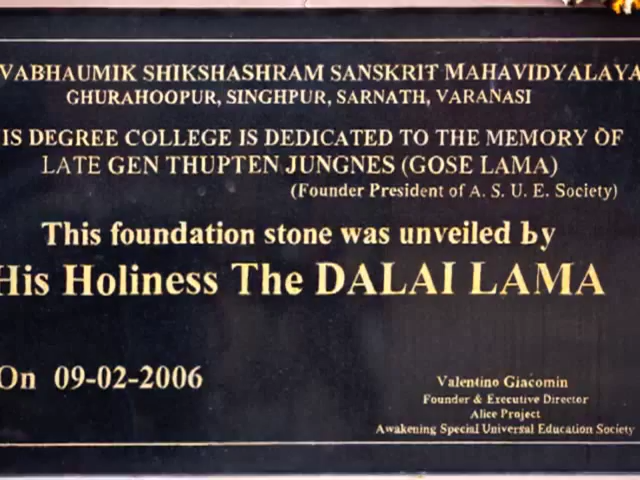 VABHAUMIK SHIKSHASHRAM SANSKRIT MAHAVIDYALAYA
GHURAHOOPUR, SINGHPUR, SARNATH, VARANASI
IS DEGREE COLLEGE IS DEDICATED TO THE MEMORY OF
LATE GEN THUPTEN JUNGNES (GOSE LAMA)
(Founder President of A. S. U. E. Society)
This foundation stone was unveiled by
His Holiness The DALAI LAMA
On 09-02-2006
Valentino Giacomin
Founder & Executive Director
Alice Project
Awakening Special Universal Education Society